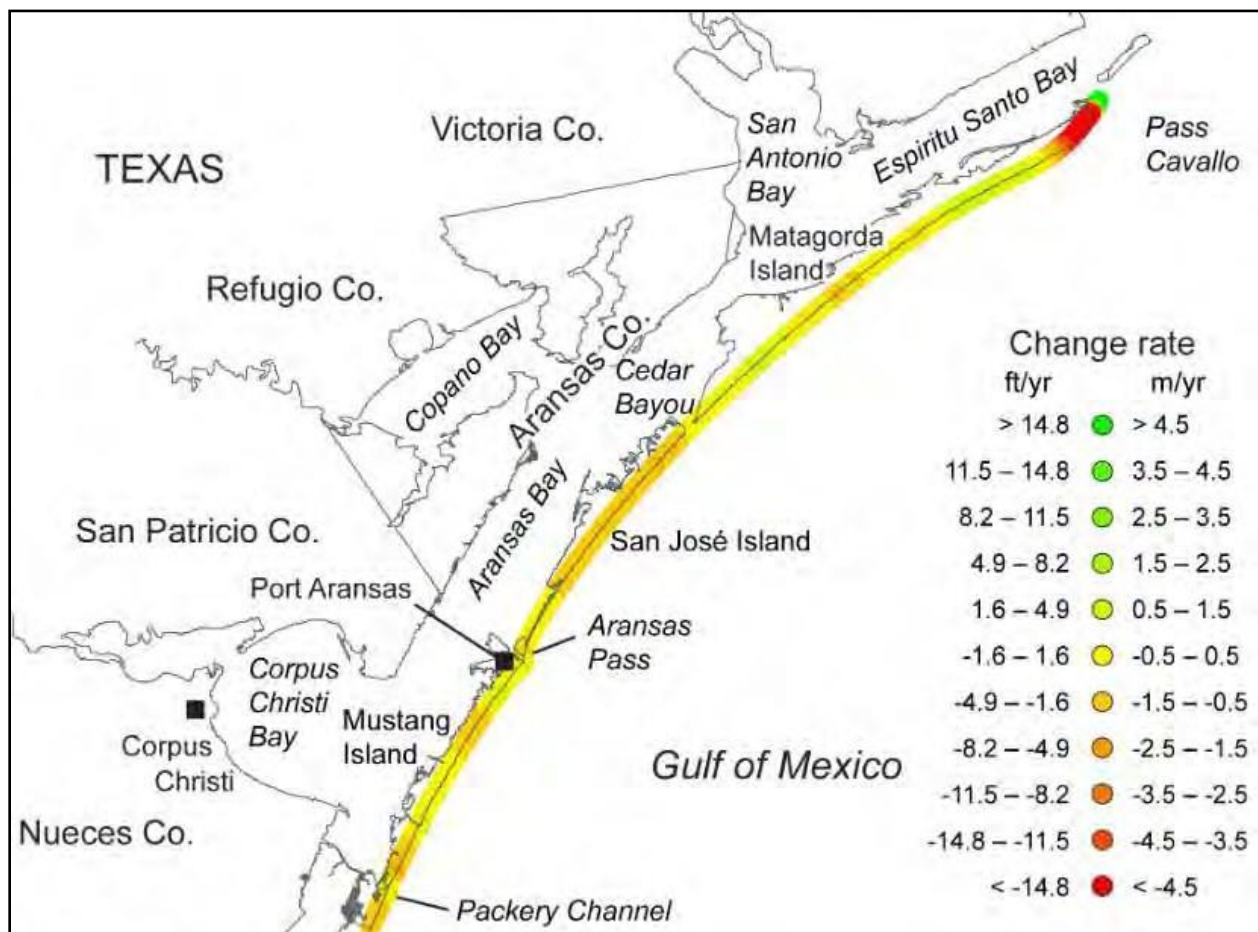 TEXAS
Victoria Co.
San
Antonio
Bay
Espiritu Santo Bay
Pass
Cavallo
Matagorda
Island
Refugio Co.
Copano Bay
Aransas Co.
Cedar
Bayou
Aransas Bay
San Patricio Co.
San José Island
Port Aransas
Aransas
Pass
Corpus
Christi
Bay
Mustang
Island
Corpus
Christi
Gulf of Mexico
Nueces Co.
Packery Channel
Change rate
ft/yr m/yr
> 14.8 > 4.5
11.5 – 14.8 3.5 – 4.5
8.2 – 11.5 2.5 – 3.5
4.9 – 8.2 1.5 – 2.5
1.6 – 4.9 0.5 – 1.5
-1.6 – 1.6 -0.5 – 0.5
-4.9 – -1.6 -1.5 – -0.5
-8.2 – -4.9 -2.5 – -1.5
-11.5 – -8.2 -3.5 – -2.5
-14.8 – -11.5 -4.5 – -3.5
< -14.8 < -4.5